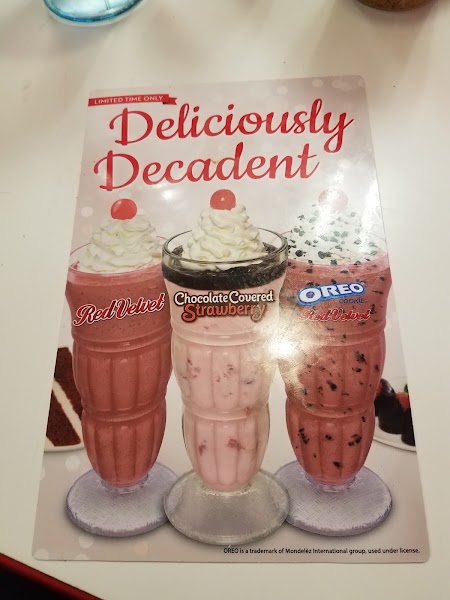 LIMITED TIME ONLY
Deliciously
Decadent
Red Velvet
Chocolate Covered
Strawberry
OREO
COOKIE
Red Velvet
OREO is a trademark of Mondelēz International group, used under license.